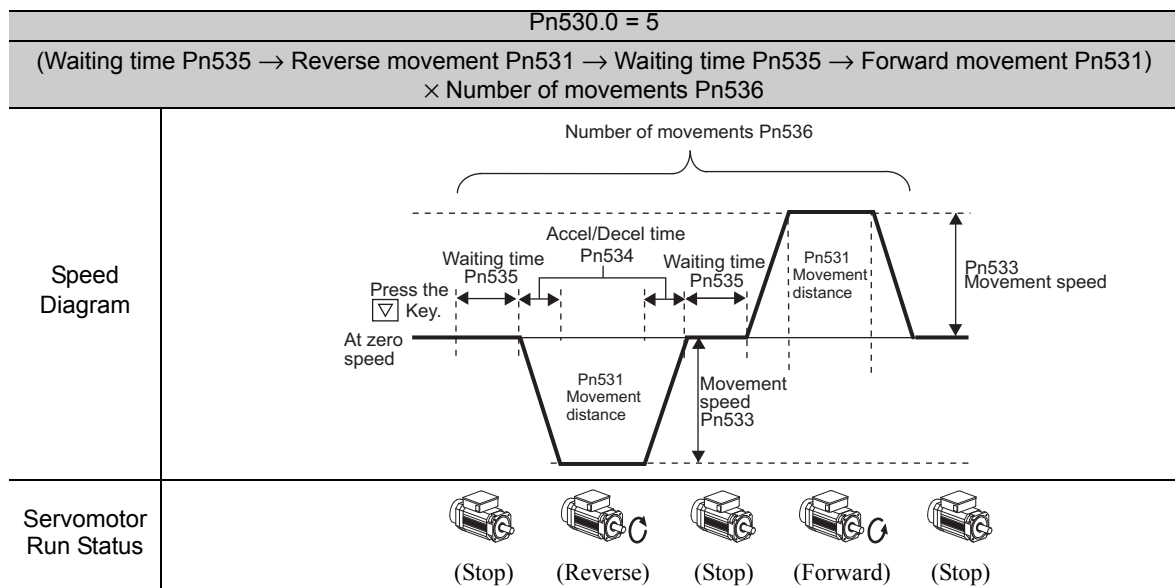 Pn530.0 = 5
(Waiting time Pn535 → Reverse movement Pn531 → Waiting time Pn535 → Forward movement Pn531)
× Number of movements Pn536
Speed
Diagram
Number of movements Pn536
Accel/Decel time
Pn534
Waiting time
Pn535
Waiting time
Pn535
Press the
▽ Key.
At zero
speed
Pn531
Movement
distance
Movement
speed
Pn533
Pn531
Movement
distance
Pn533
Movement speed
Servomotor
Run Status
(Stop) (Reverse) (Stop) (Forward) (Stop)